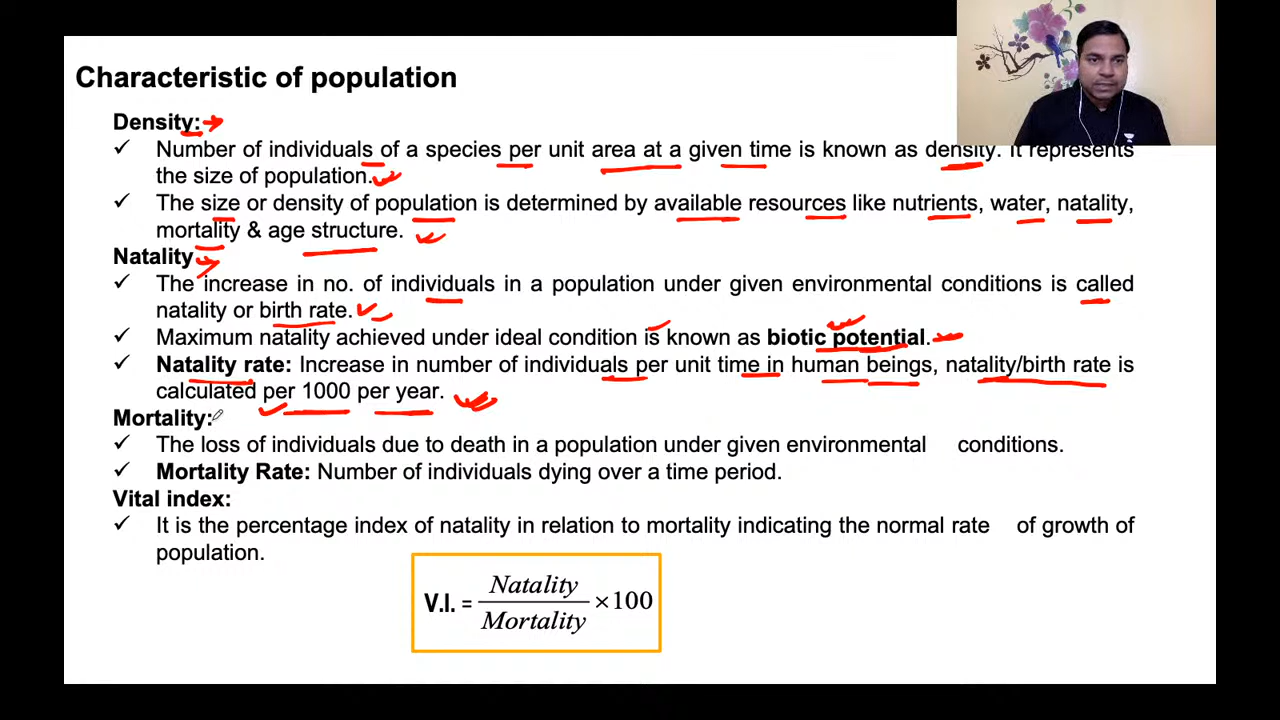 Characteristic of population
Density:
✓ Number of individuals of a species per unit area at a given time is known as density. It represents
the size of population.
✓ The size or density of population is determined by available resources like nutrients, water, natality,
mortality & age structure.
Natality
✓ The increase in no. of individuals in a population under given environmental conditions is called
natality or birth rate.
✓ Maximum natality achieved under ideal condition is known as biotic potential.
✓ Natality rate: Increase in number of individuals per unit time in human beings, natality/birth rate is
calculated per 1000 per year.
Mortality:
✓ The loss of individuals due to death in a population under given environmental conditions.
✓ Mortality Rate: Number of individuals dying over a time period.
Vital index:
✓ It is the percentage index of natality in relation to mortality indicating the normal rate of growth of
population.
V.I. = Natality / Mortality ×100